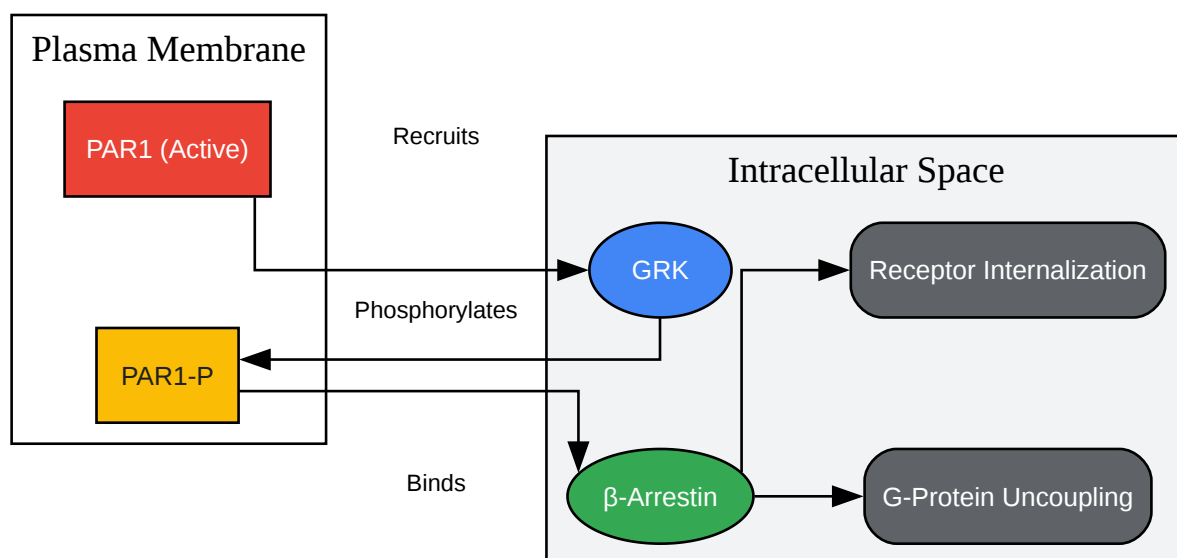 Plasma Membrane
PAR1 (Active)
Recruits
Intracellular Space
GRK
Receptor Internalization
Phosphorylates
PAR1-P
Binds
β-Arrestin
G-Protein Uncoupling